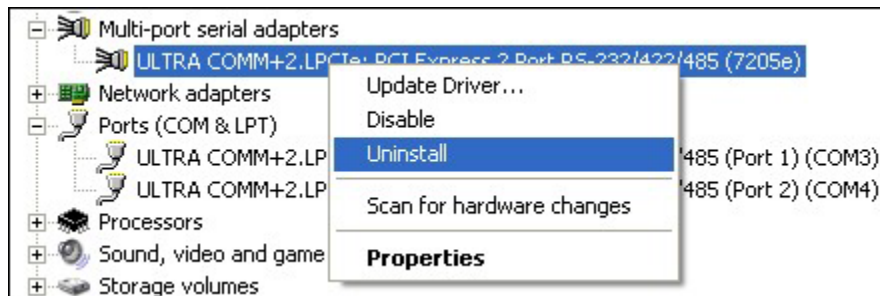 Multi-port serial adapters
ULTRA COMM+2.LPCIe: PCI Express 2 Port RS-232/422/485 (7205e)
Update Driver...
Network adapters
Disable
Ports (COM & LPT)
Uninstall
ULTRA COMM+2.LP /485 (Port 1) (COM3)
ULTRA COMM+2.LP 485 (Port 2) (COM4)
Scan for hardware changes
Processors
Sound, video and game
Properties
Storage volumes